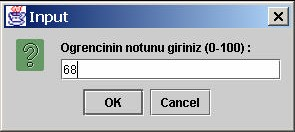 Input
Ogrencinin notunu giriniz (0-100) :
68
OK
Cancel